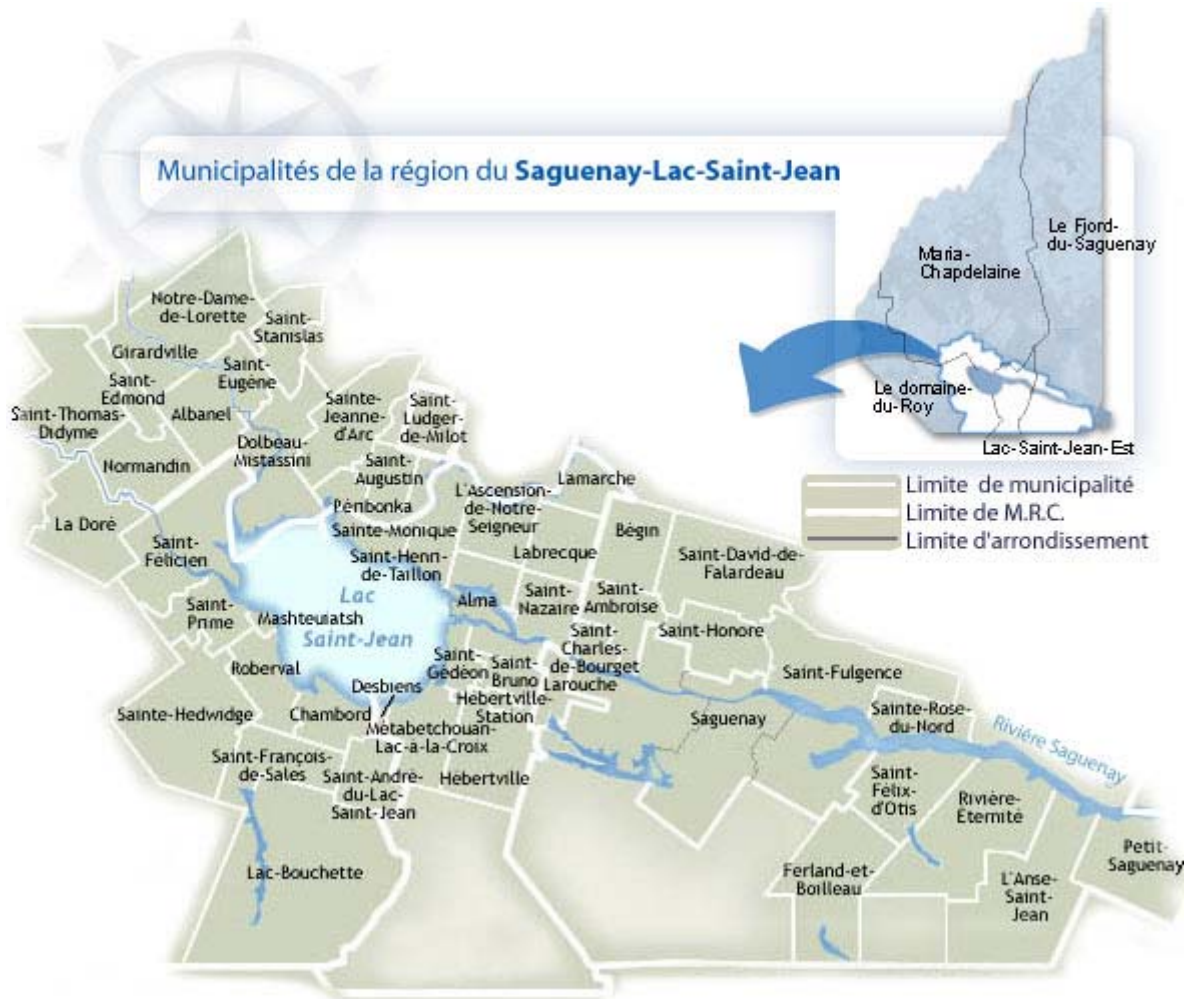 Municipalités de la région du Saguenay-Lac-Saint-Jean
Le Fjord-
du-Saguenay
Maria-
Chapdelaine
Le domaine-
du-Roy
Lac-Saint-Jean-Est
Limite de municipalité
Limite de M.R.C.
Limite d'arrondissement
Notre-Dame-
de-Lorette
Saint-
Stanislas
Girardville
Saint-
Eugène
Saint-
Edmond
Albanel
Sainte-
Jeanne-
d'Arc
Saint-
Ludger-
de-Milot
Saint-Thomas-
Didyme
Dolbeau-
Mistassini
Normandin
Saint-
Augustin
Péribonka
L'Ascension-
de-Notre-
Seigneur
Lamarche
La Doré
Sainte-Monique
Bégin
Saint-
Félicien
Saint-Henri-
de-Taillon
Labrecque
Saint-David-de-
Falardeau
Lac
Saint-Jean
Alma
Saint-
Nazaire
Saint-
Ambroise
Saint-
Prime
Mashteuiatsh
Saint-Honore
Saint-
Charles-
de-Bourget
Larouche
Roberval
Saint-
Gédéon
Saint-
Bruno
Saint-Fulgence
Desbiens
Hébertville-
Station
Sainte-Hedwidge
Chambord
Métabetchouan-
Lac-a-la-Croix
Saguenay
Sainte-Rose-
du-Nord
Rivière Saguenay
Saint-François-
de-Sales
Saint-André-
du-Lac-
Saint-Jean
Hébertville
Saint-
Félix-
d'Otis
Rivière-
Éternité
Lac-Bouchette
Ferland-et-
Boilleau
L'Anse-
Saint-
Jean
Petit-
Saguenay